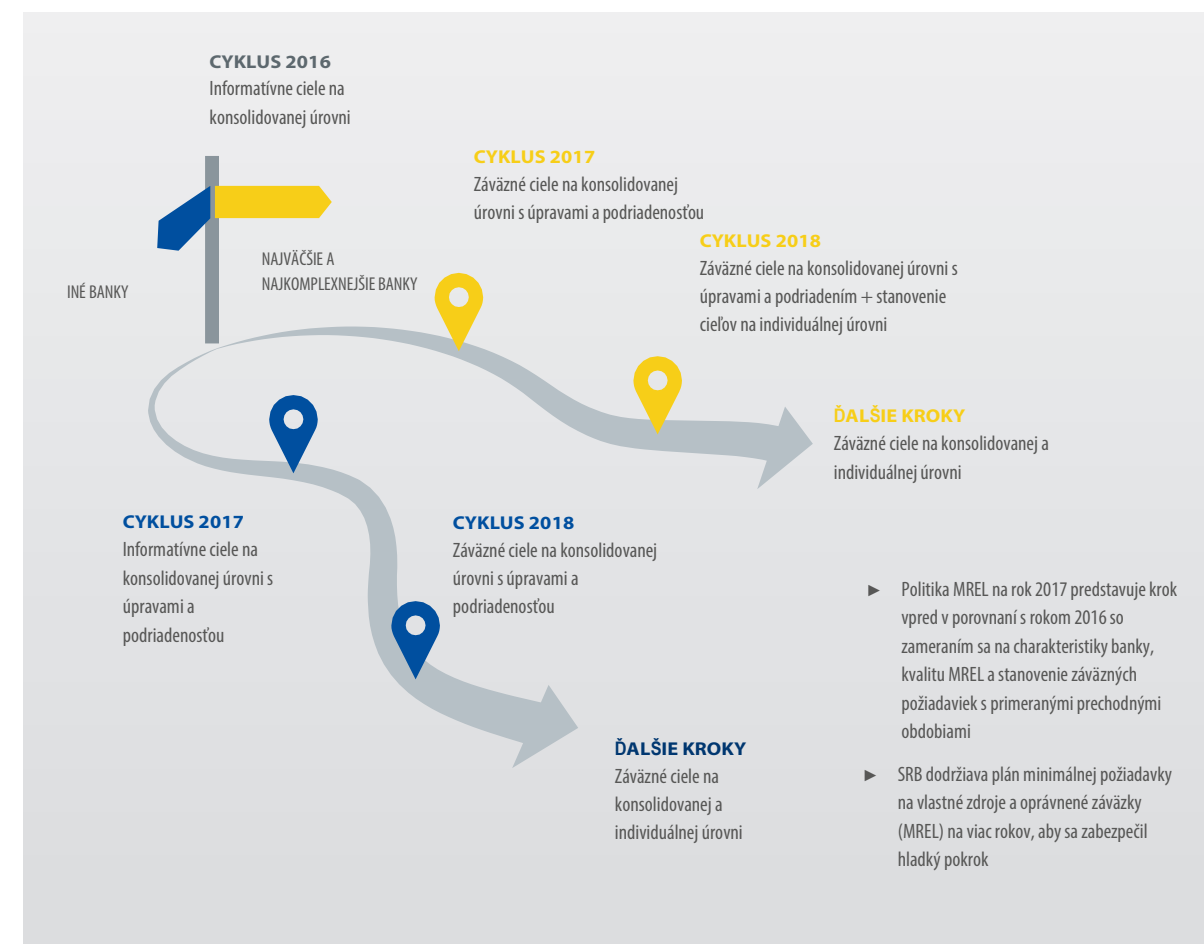 CYKLUS 2016
Informatívne ciele na
konsolidovanej úrovni
CYKLUS 2017
Záväzné ciele na konsolidovanej
úrovni s úpravami a podriadenosťou
CYKLUS 2018
Záväzné ciele na konsolidovanej úrovni s
úpravami a podriadením + stanovenie
cieľov na individuálnej úrovni
INÉ BANKY
NAJVÄČŠIE A
NAJKOMPLEXNEJŠIE BANKY
ĎALŠIE KROKY
Záväzné ciele na konsolidovanej a
individuálnej úrovni
CYKLUS 2017
Informatívne ciele na
konsolidovanej úrovni s
úpravami a
podriadenosťou
CYKLUS 2018
Záväzné ciele na konsolidovanej
úrovni s úpravami a
podriadenosťou
ĎALŠIE KROKY
Záväzné ciele na
konsolidovanej a
individuálnej úrovni
► Politika MREL na rok 2017 predstavuje krok
vpred v porovnaní s rokom 2016 so
zameraním sa na charakteristiky banky,
kvalitu MREL a stanovenie záväzných
požiadaviek s primeranými prechodnými
obdobiami
► SRB dodržiava plán minimálnej požiadavky
na vlastné zdroje a oprávnené záväzky
(MREL) na viac rokov, aby sa zabezpečil
hladký pokrok